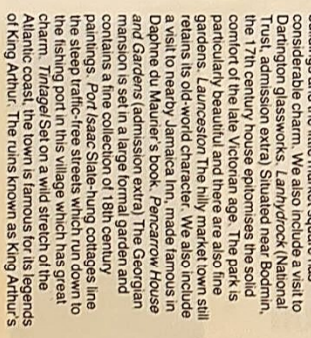 considerable charm. We also include a visit to
Dartington glassworks. Lanhydrock (National
Trust, admission extra) Situated near Bodmin,
the 17th century house epitomises the solid
comfort of the late Victorian age. The park is
particularly beautiful and there are also fine
gardens. Launceston The hilly market town still
retains its old-world character. We also include
a visit to nearby Jamaica Inn, made famous in
Daphne du Maurier's book. Pencarrow House
and Gardens (admission extra) The Georgian
mansion is set in a large formal garden and
contains a fine collection of 18th century
paintings. Port Isaac Slate-hung cottages line
the steep traffic-free streets which run down to
the fishing port in this village which has great
charm. Tintagel Set on a wild stretch of the
Atlantic coast, the town is famous for its legends
of King Arthur. The ruins known as King Arthur's